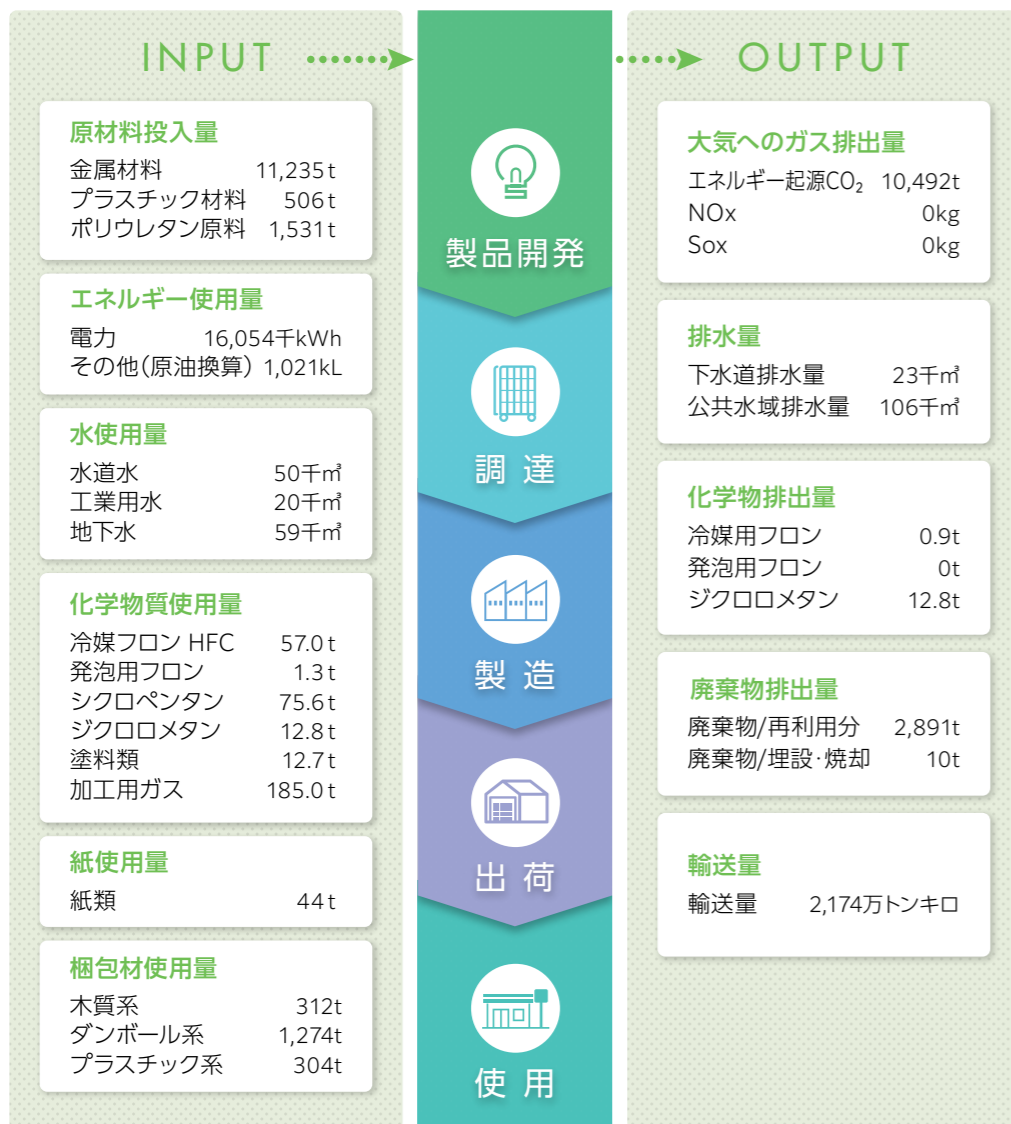 INPUT
原材料投入量
金属材料 11,235t
プラスチック材料 506t
ポリウレタン原料 1,531t
エネルギー使用量
電力 16,054千kWh
その他(原油換算) 1,021kL
水使用量
水道水 50千㎥
工業用水 20千㎥
地下水 59千㎥
化学物質使用量
冷媒フロン HFC 57.0t
発泡用フロン 1.3t
シクロペンタン 75.6t
ジクロロメタン 12.8t
塗料類 12.7t
加工用ガス 185.0t
紙使用量
紙類 44t
梱包材使用量
木質系 312t
ダンボール系 1,274t
プラスチック系 304t
製品開発
調達
製造
出荷
使用
OUTPUT
大気へのガス排出量
エネルギー起源CO₂ 10,492t
NOx 0kg
Sox 0kg
排水量
下水道排水量 23千㎥
公共水域排水量 106千㎥
化学物排出量
冷媒用フロン 0.9t
発泡用フロン 0t
ジクロロメタン 12.8t
廃棄物排出量
廃棄物/再利用分 2,891t
廃棄物/埋設·焼却 10t
輸送量
輸送量 2,174万トンキロ